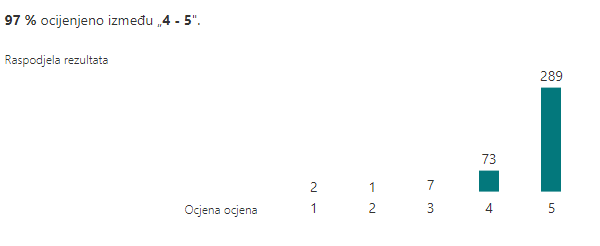 97 % ocijenjeno između „4 - 5".
Raspodjela rezultata
289
73
2 1 7
Ocjena ocjena 1 2 3 4 5